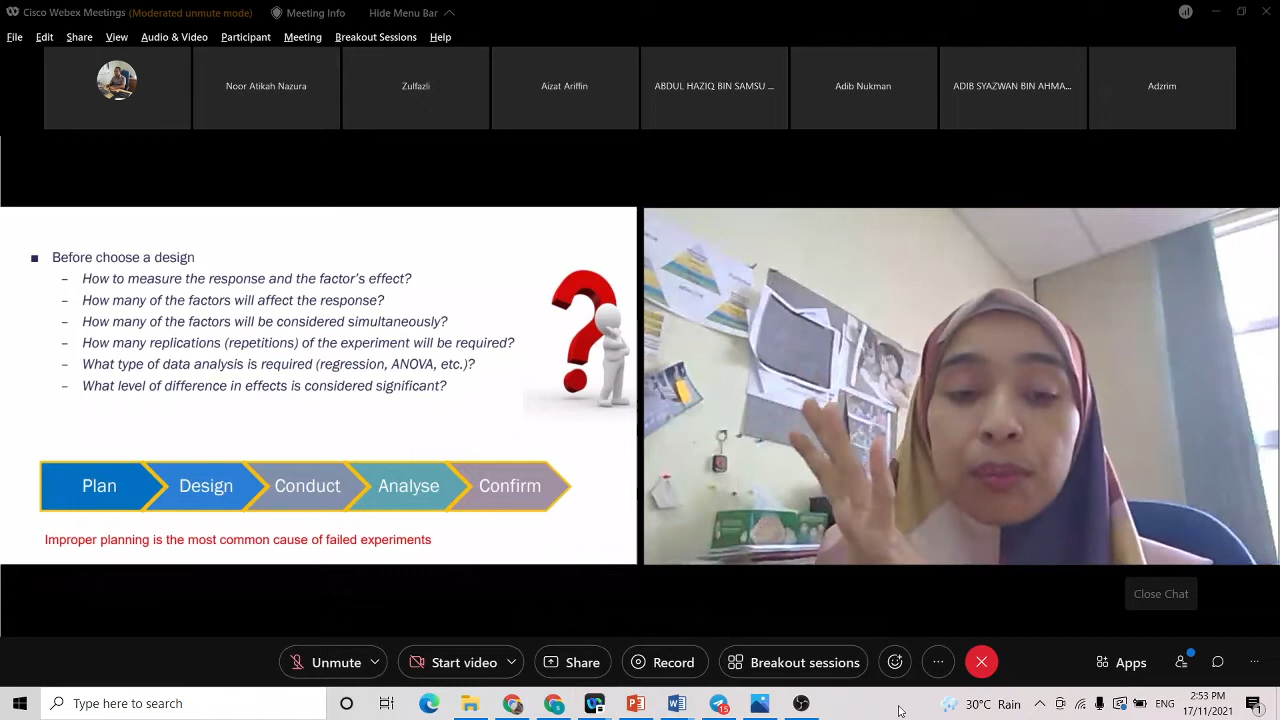 Cisco Webex Meetings (Moderated unmute mode) Meeting Info Hide Menu Bar
File Edit Share View Audio & Video Participant Meeting Breakout Sessions Help
Noor Atikah Nazura Zulfazli Aizat Ariffin ABDUL HAZIQ BIN SAMSU ... Adib Nukman ADIB SYAZWAN BIN AHMA... Adzrim
Before choose a design
– How to measure the response and the factor's effect?
– How many of the factors will affect the response?
– How many of the factors will be considered simultaneously?
– How many replications (repetitions) of the experiment will be required?
– What type of data analysis is required (regression, ANOVA, etc.)?
– What level of difference in effects is considered significant?
Plan Design Conduct Analyse Confirm
Improper planning is the most common cause of failed experiments
Close Chat
Unmute Start video Share Record Breakout sessions Apps
Type here to search 15 30°C Rain ENG 2:53 PM
17/11/2021